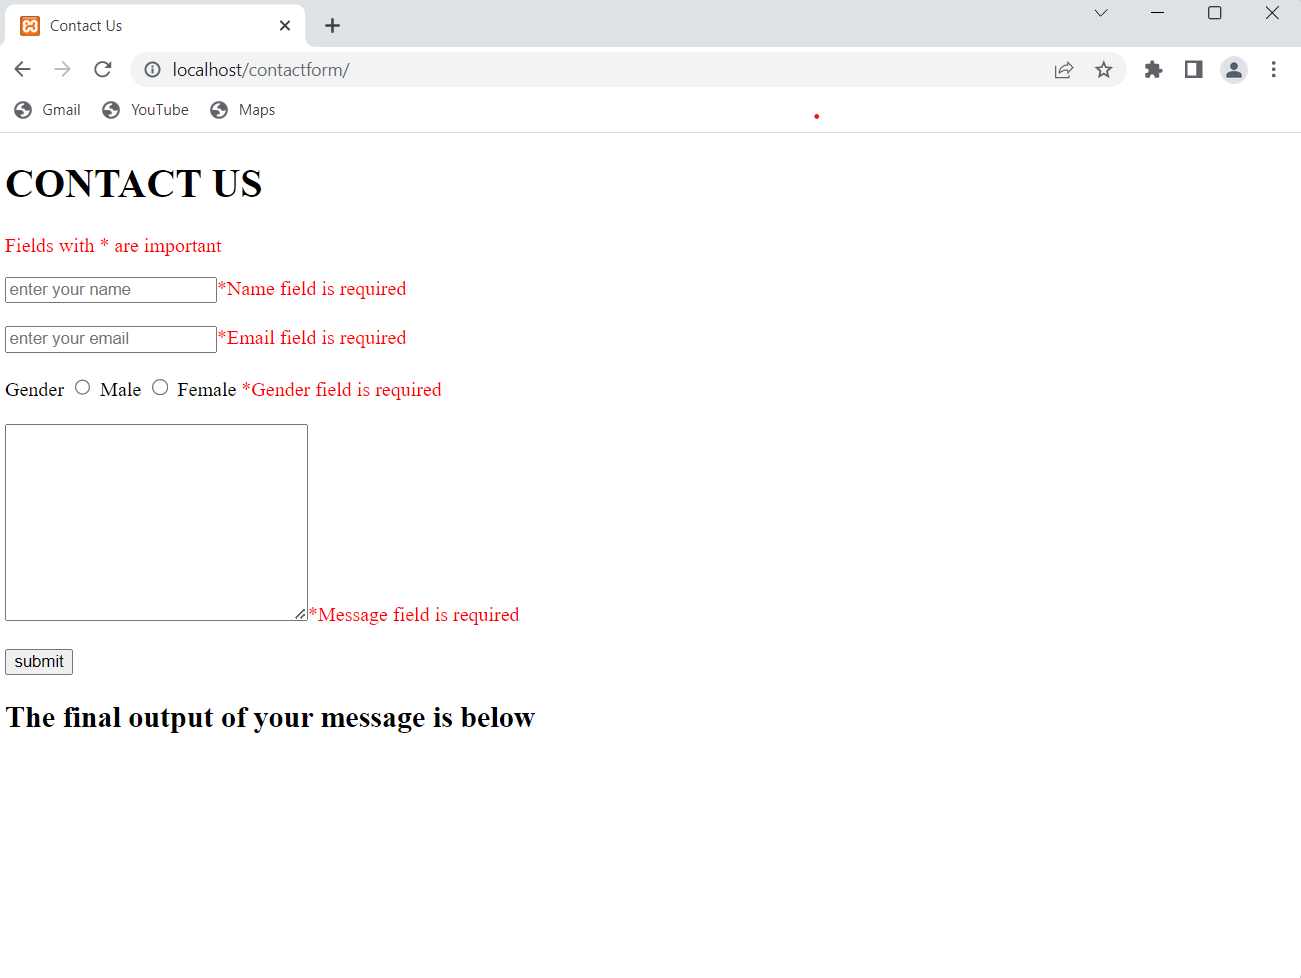 Contact Us
localhost/contactform/
Gmail YouTube Maps
CONTACT US
Fields with * are important
enter your name *Name field is required
enter your email *Email field is required
Gender Male Female *Gender field is required
*Message field is required
submit
The final output of your message is below